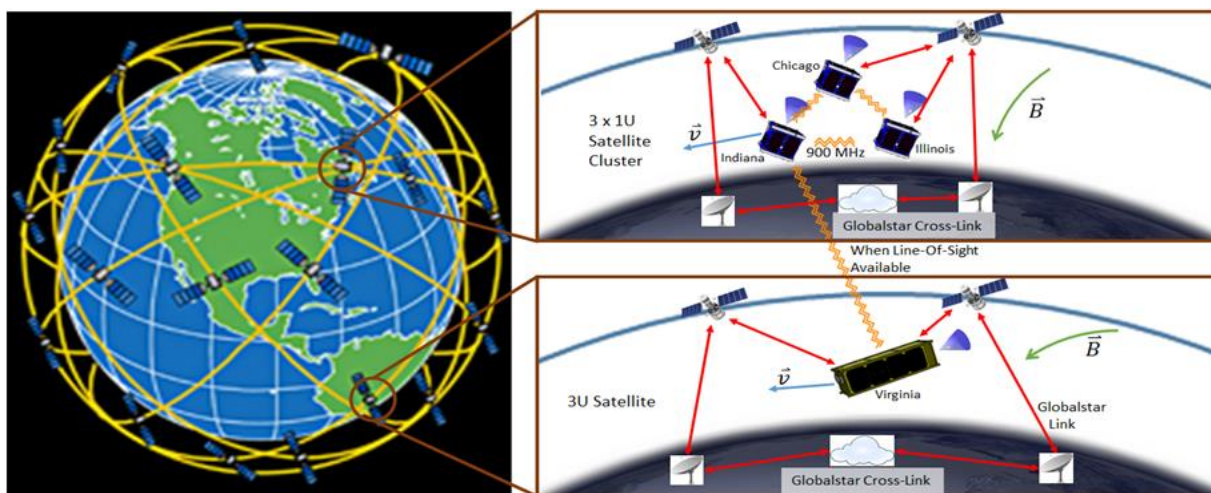 Chicago
3 x 1U
Satellite
Cluster
v
Indiana
900 MHz
Illinois
B
Globalstar Cross-Link
When Line-Of-Sight
Available
B
v
3U Satellite
Virginia
Globalstar
Link
Globalstar Cross-Link